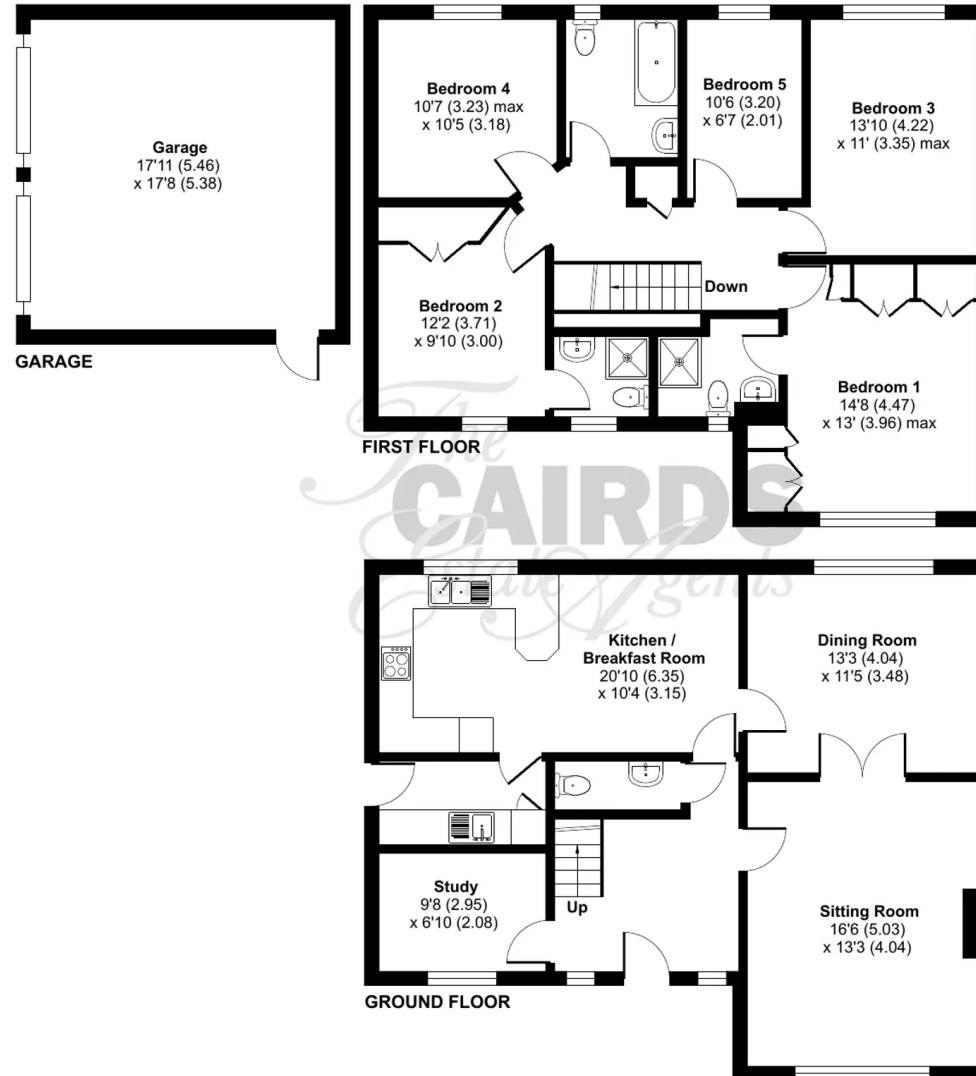 Garage
17'11 (5.46)
x 17'8 (5.38)
GARAGE
Bedroom 4
10'7 (3.23) max
x 10'5 (3.18)
Bedroom 5
10'6 (3.20)
x 6'7 (2.01)
Bedroom 3
13'10 (4.22)
x 11' (3.35) max
Bedroom 2
12'2 (3.71)
x 9'10 (3.00)
Down
Bedroom 1
14'8 (4.47)
x 13' (3.96) max
FIRST FLOOR
The
CAIRDS
Estate Agents
Kitchen /
Breakfast Room
20'10 (6.35)
x 10'4 (3.15)
Dining Room
13'3 (4.04)
x 11'5 (3.48)
Study
9'8 (2.95)
x 6'10 (2.08)
Up
Sitting Room
16'6 (5.03)
x 13'3 (4.04)
GROUND FLOOR